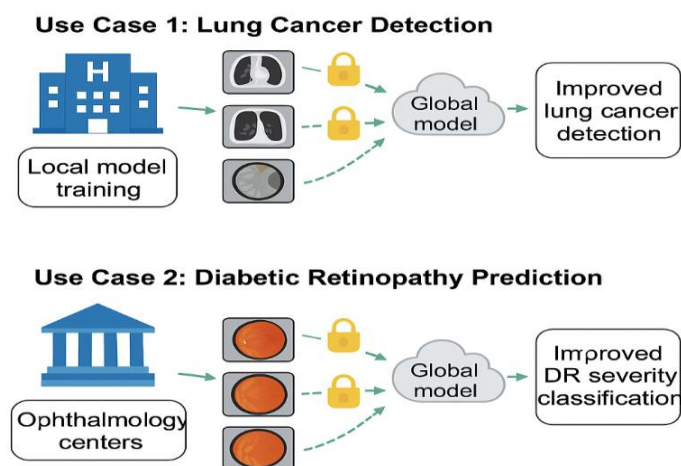 Use Case 1: Lung Cancer Detection
H
Local model
training
Global
model
Improved
lung cancer
detection
Use Case 2: Diabetic Retinopathy Prediction
Ophthalmology
centers
Global
model
Improved
DR severity
classification